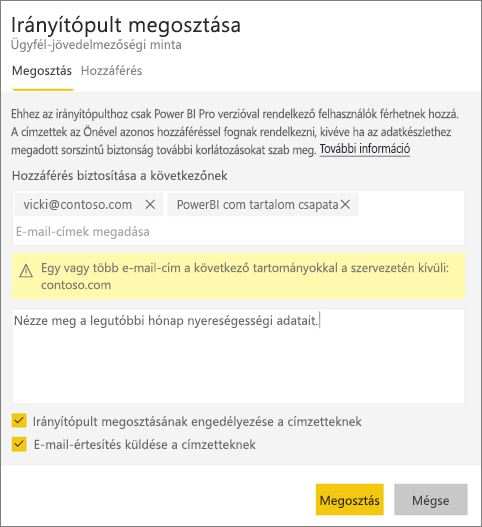 Irányítópult megosztása
Ügyfél-jövedelmezőségi minta
Megosztás Hozzáférés
Ehhez az irányítópulthoz csak Power BI Pro verzióval rendelkező felhasználók férhetnek hozzá.
A címzettek az Önével azonos hozzáféréssel fognak rendelkezni, kivéve ha az adatkészlethez
megadott sorszintű biztonság további korlátozásokat szab meg. További információ
Hozzáférés biztosítása a következőnek
vicki@contoso.com PowerBI com tartalom csapata
E-mail-címek megadása
Egy vagy több e-mail-cím a következő tartományokkal a szervezetén kívüli:
contoso.com
Nézze meg a legutóbbi hónap nyereségességi adatait.
Irányítópult megosztásának engedélyezése a címzetteknek
E-mail-értesítés küldése a címzetteknek
Megosztás Mégse